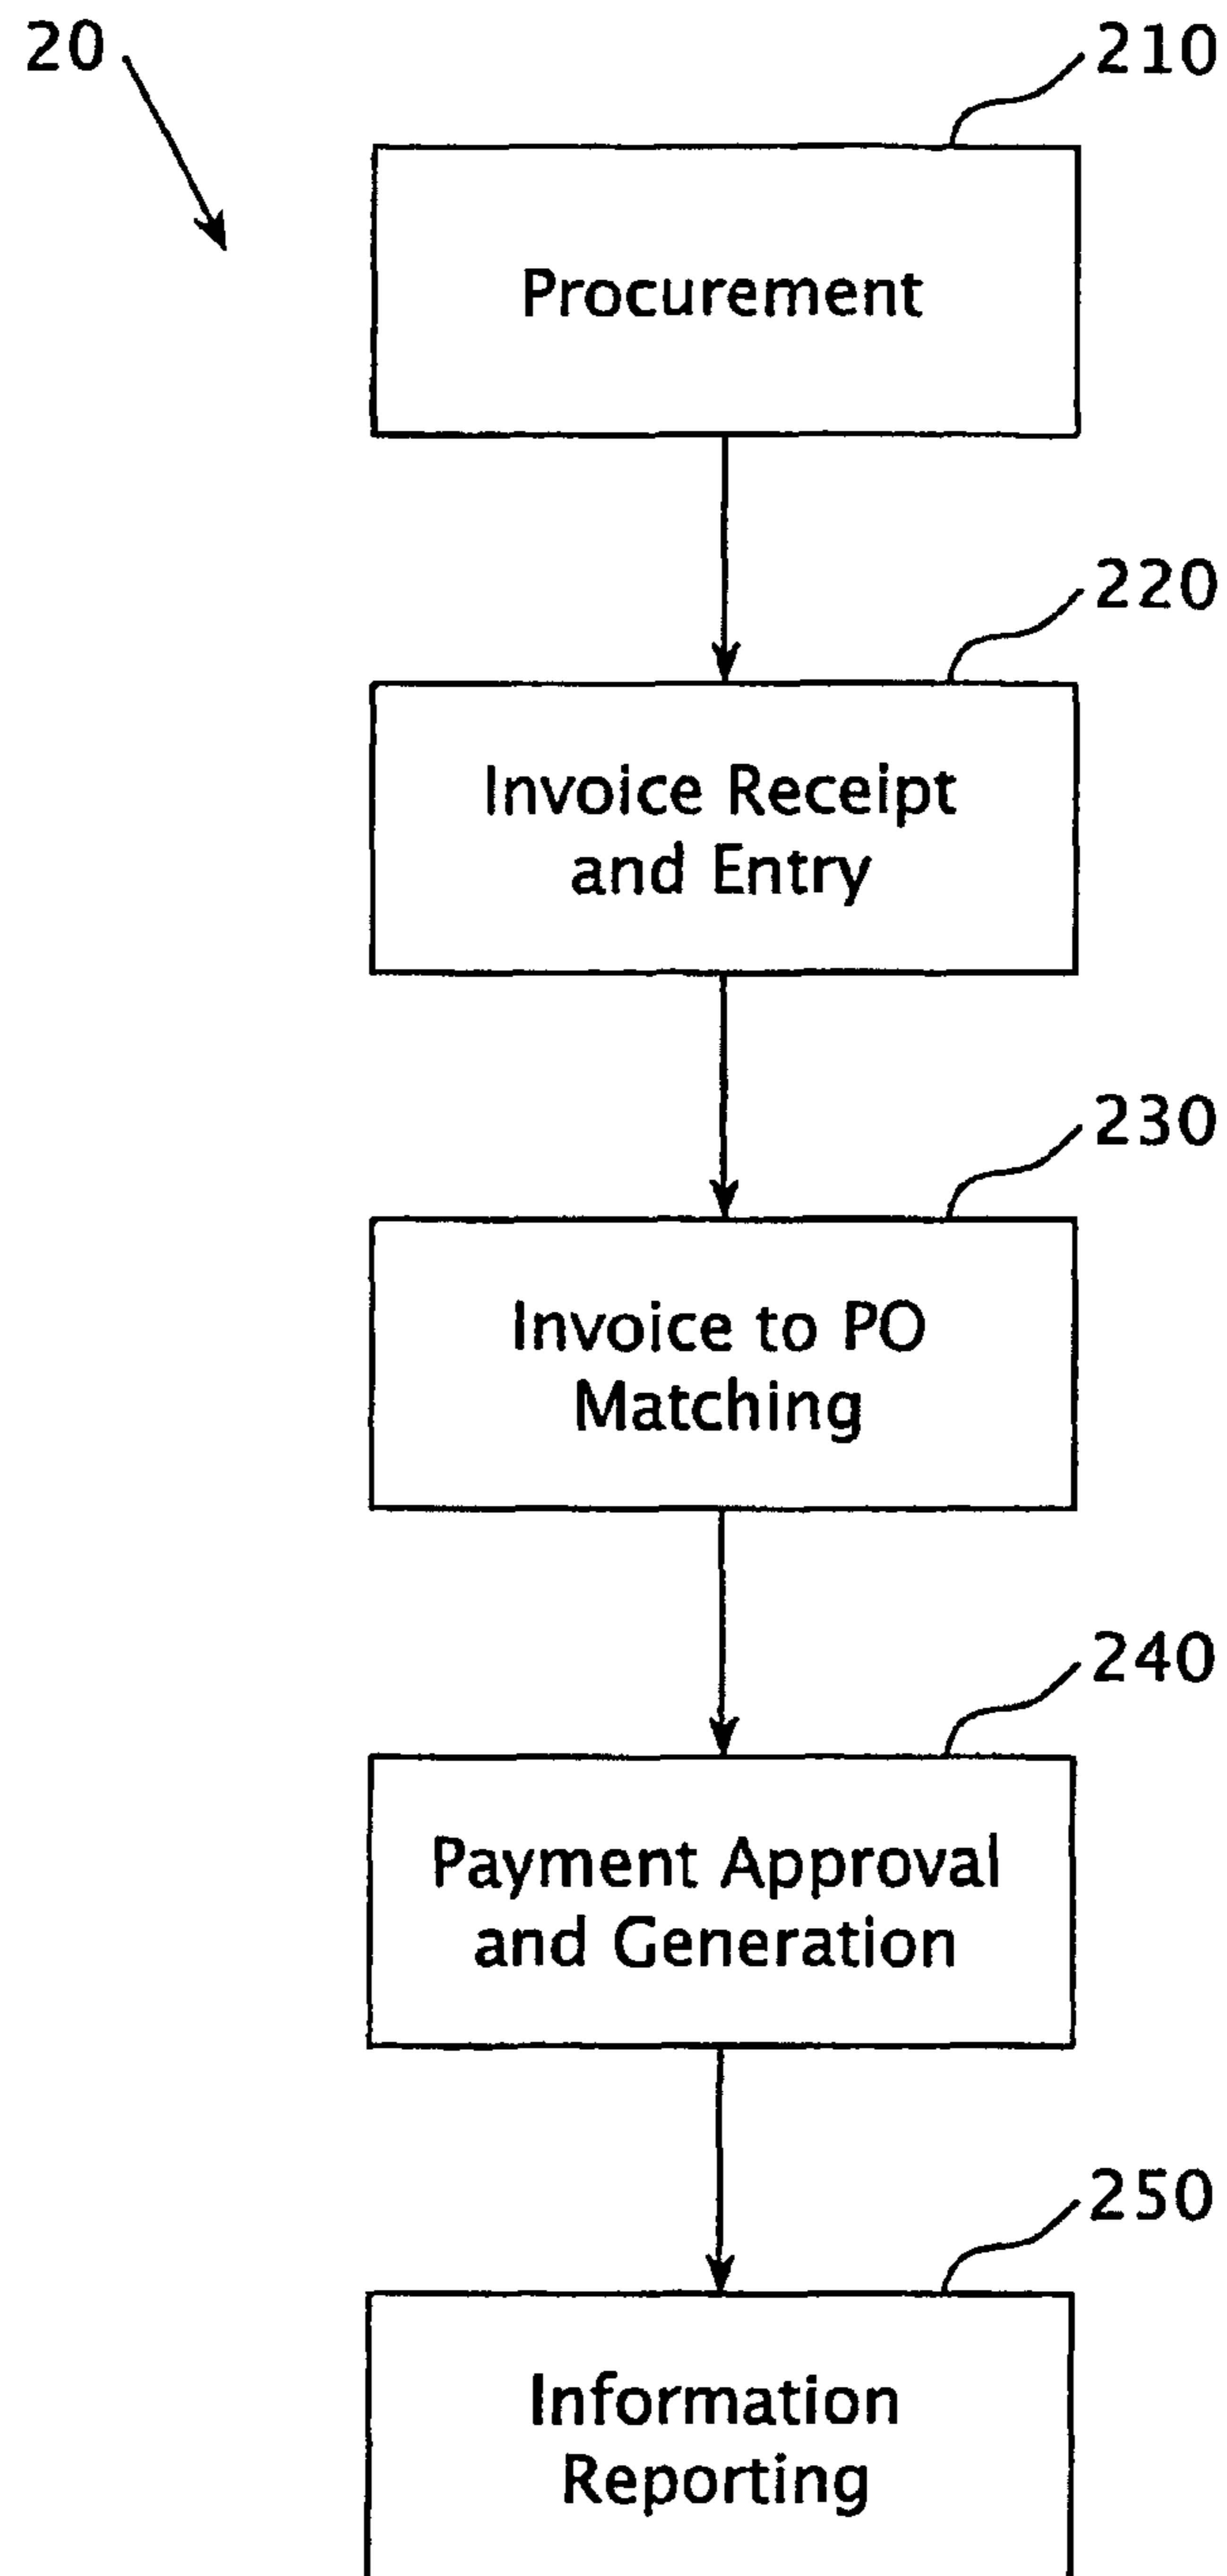 20
210
Procurement
220
Invoice Receipt
and Entry
230
Invoice to PO
Matching
240
Payment Approval
and Generation
250
Information
Reporting